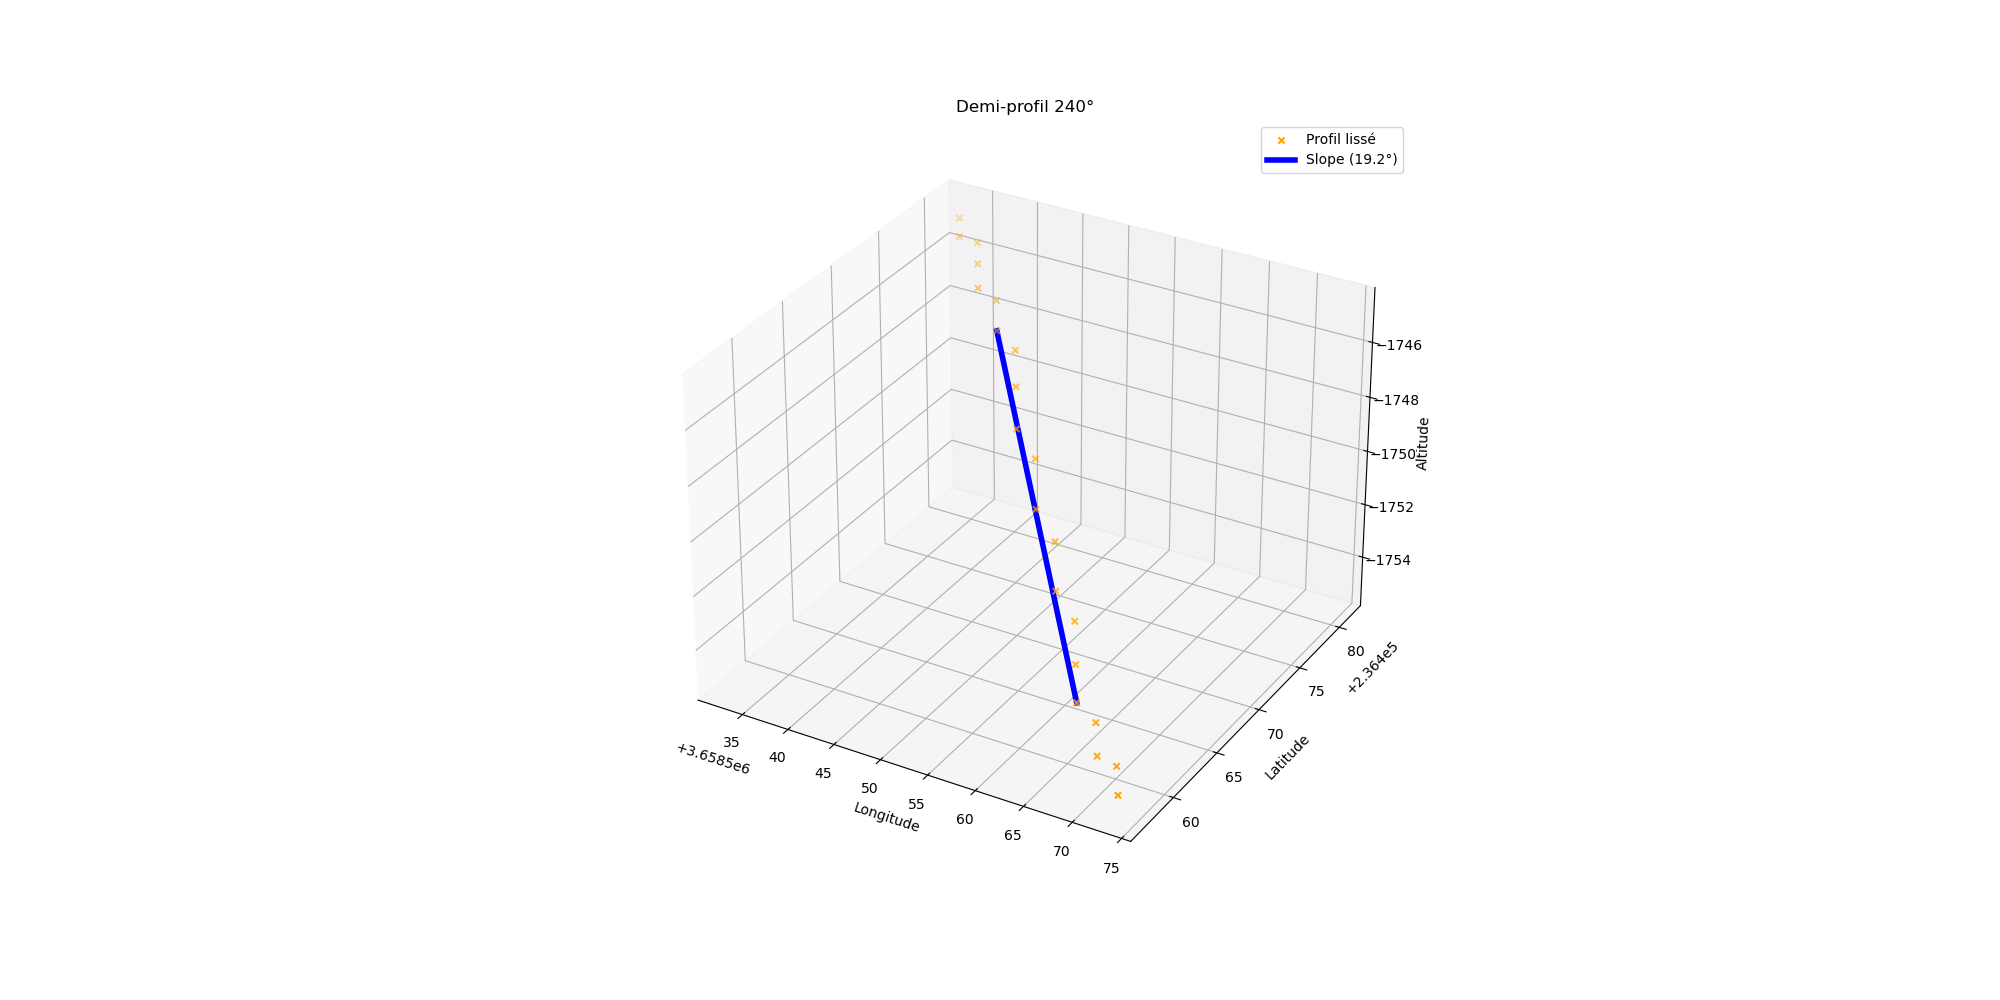 Demi-profil 240°
Profil lissé
Slope (19.2°)
−1746
−1748
−1750
−1752
−1754
Altitude
80
75
70
65
60
+2.364e5
Latitude
35
40
45
50
55
60
65
70
75
+3.6585e6
Longitude